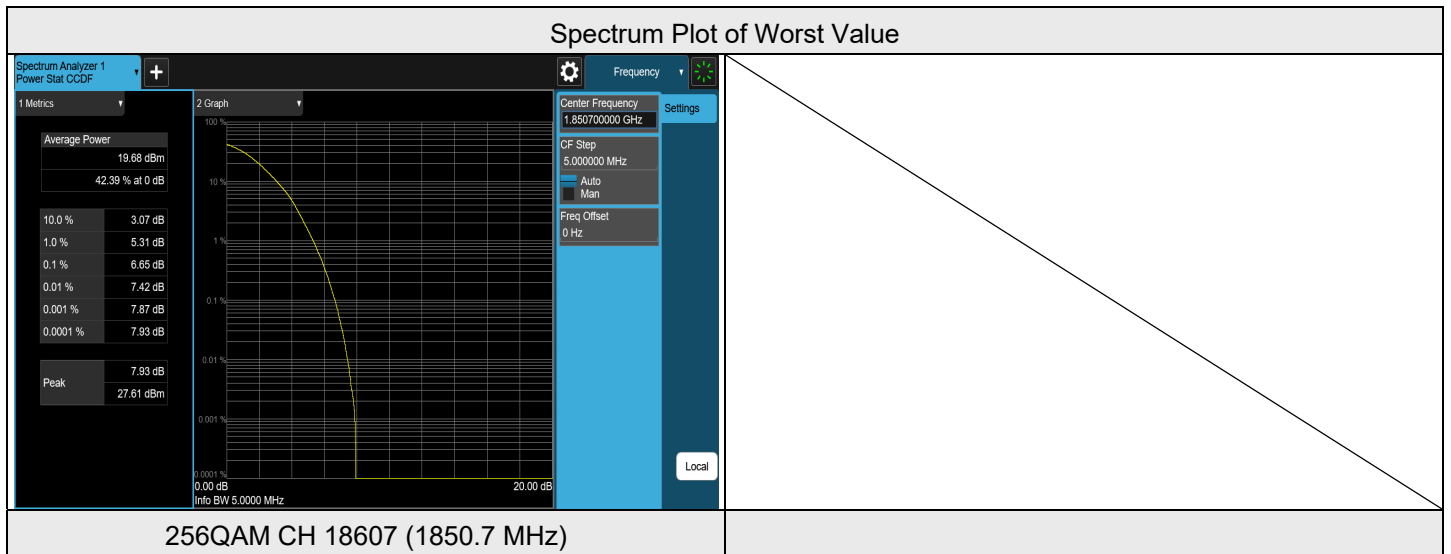 Spectrum Plot of Worst Value
Spectrum Analyzer 1
Power Stat CCDF
+
Frequency
1 Metrics
Average Power
19.68 dBm
42.39 % at 0 dB
10.0 % 3.07 dB
1.0 % 5.31 dB
0.1 % 6.65 dB
0.01 % 7.42 dB
0.001 % 7.87 dB
0.0001 % 7.93 dB
Peak 7.93 dB
27.61 dBm
2 Graph
100 %
10 %
1 %
0.1 %
0.01 %
0.001 %
0.0001 %
0.00 dB 20.00 dB
Info BW 5.0000 MHz
Center Frequency
1.850700000 GHz
CF Step
5.000000 MHz
Auto
Man
Freq Offset
0 Hz
Settings
Local
256QAM CH 18607 (1850.7 MHz)